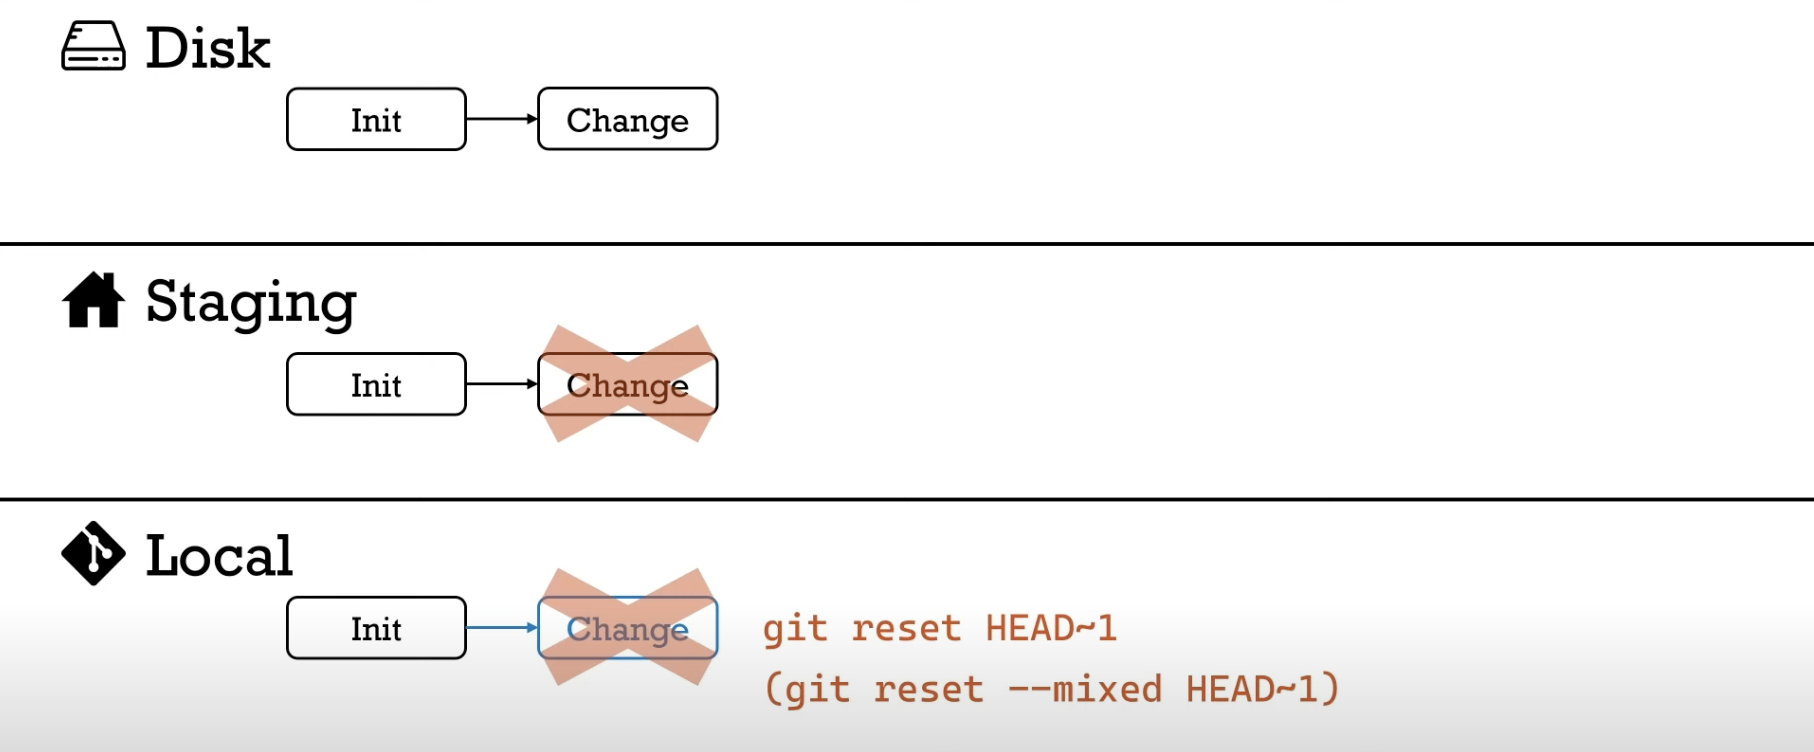 Disk
Init
Change
Staging
Init
Change
Local
Init
Change
git reset HEAD~1
(git reset --mixed HEAD~1)